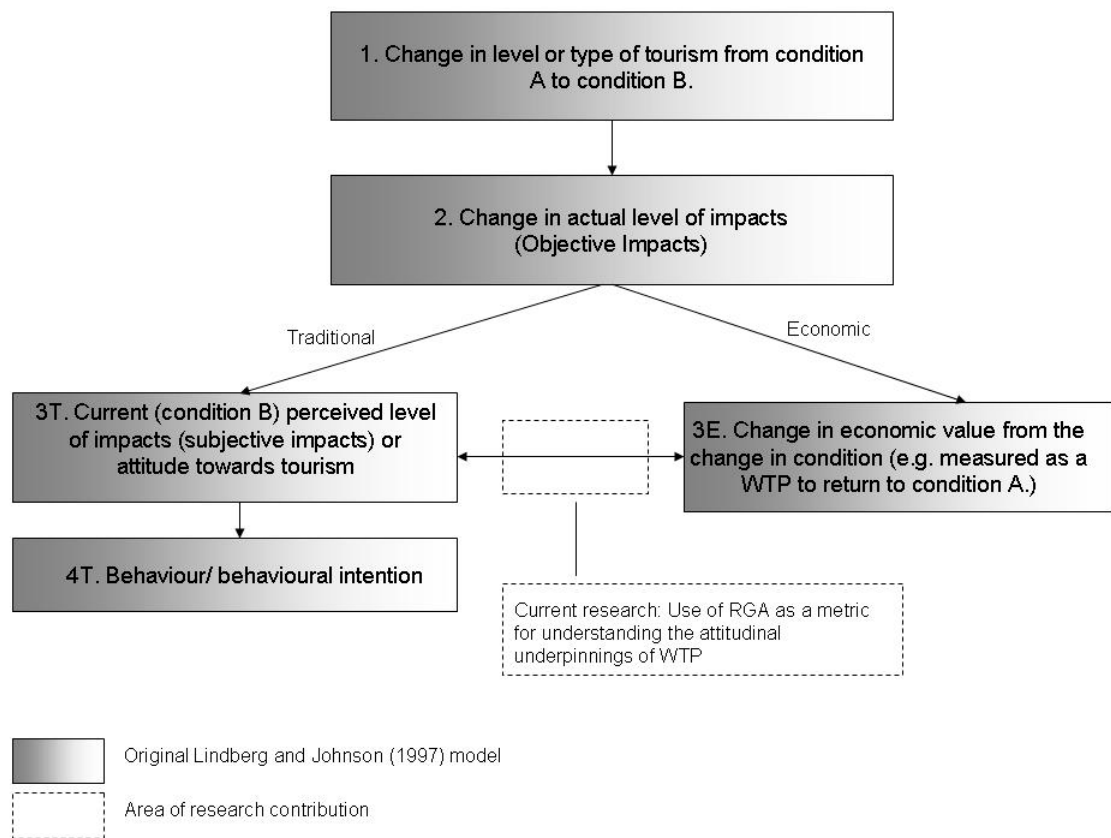 1. Change in level or type of tourism from condition
A to condition B.
2. Change in actual level of impacts
(Objective Impacts)
Traditional
Economic
3T. Current (condition B) perceived level
of impacts (subjective impacts) or
attitude towards tourism
3E. Change in economic value from the
change in condition (e.g. measured as a
WTP to return to condition A.)
4T. Behaviour/ behavioural intention
Current research: Use of RGA as a metric
for understanding the attitudinal
underpinnings of WTP
Original Lindberg and Johnson (1997) model
Area of research contribution